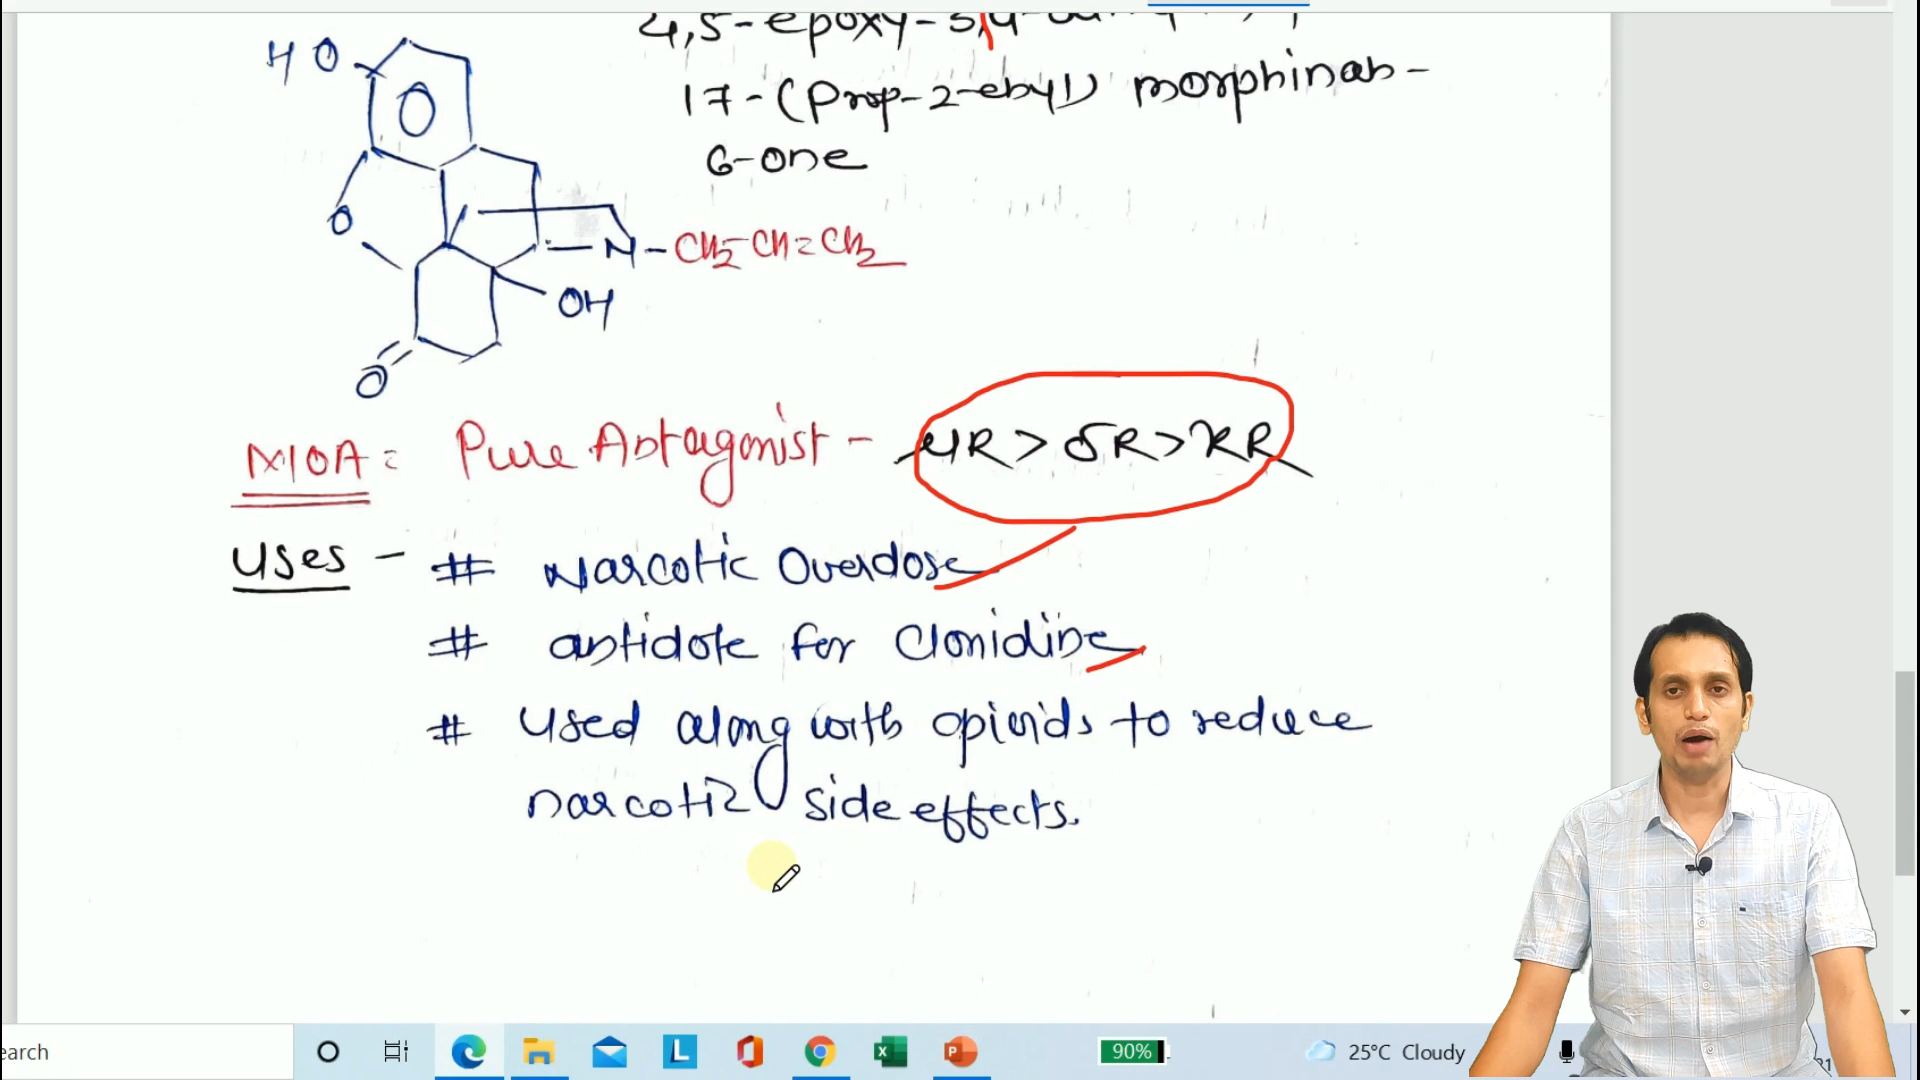 4,5-epoxy-3,14-
HO
17-(Prop-2-enyl) morphinan-
6-one
O
N-CH2-CH=CH2
OH
O
MOA = Pure Antagonist - μR > δR > κR
Uses - # Narcotic Overdose
# antidote for Clonidine
# Used along with opioids to reduce
narcotic side effects.
earch
L
X
P
90%
25°C Cloudy